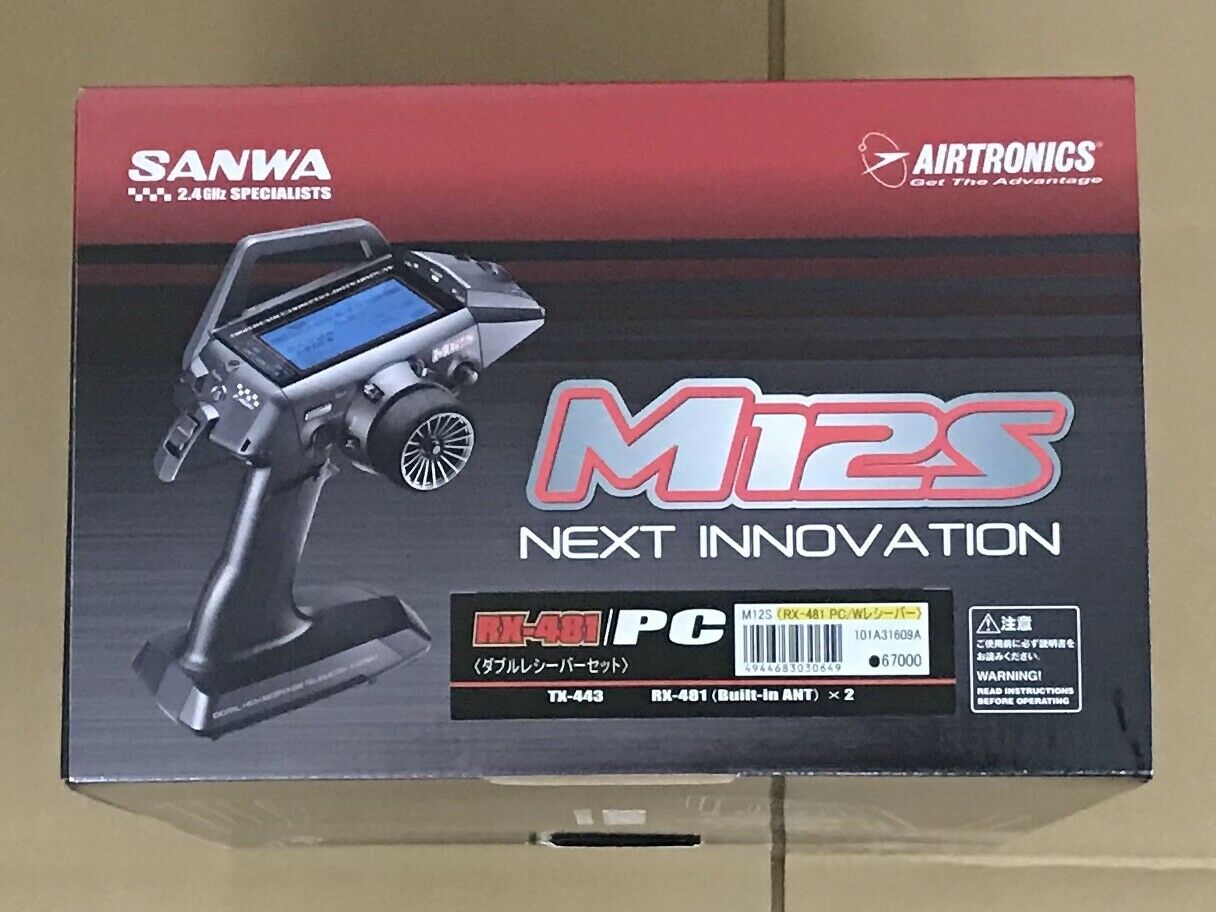 SANWA
2.4GHz SPECIALISTS
AIRTRONICS
Get The Advantage
M12S
M12S
NEXT INNOVATION
RX-481/PC
〈ダブルレシーバーセット〉
M12S 〈RX-481 PC/Wレシーバー〉
101A31609A
4944683030649
●67000
TX-443 RX-481 (Built-in ANT) × 2
注意
ご使用前に必ず説明書を
お読みください.
WARNING!
READ INSTRUCTIONS
BEFORE OPERATING